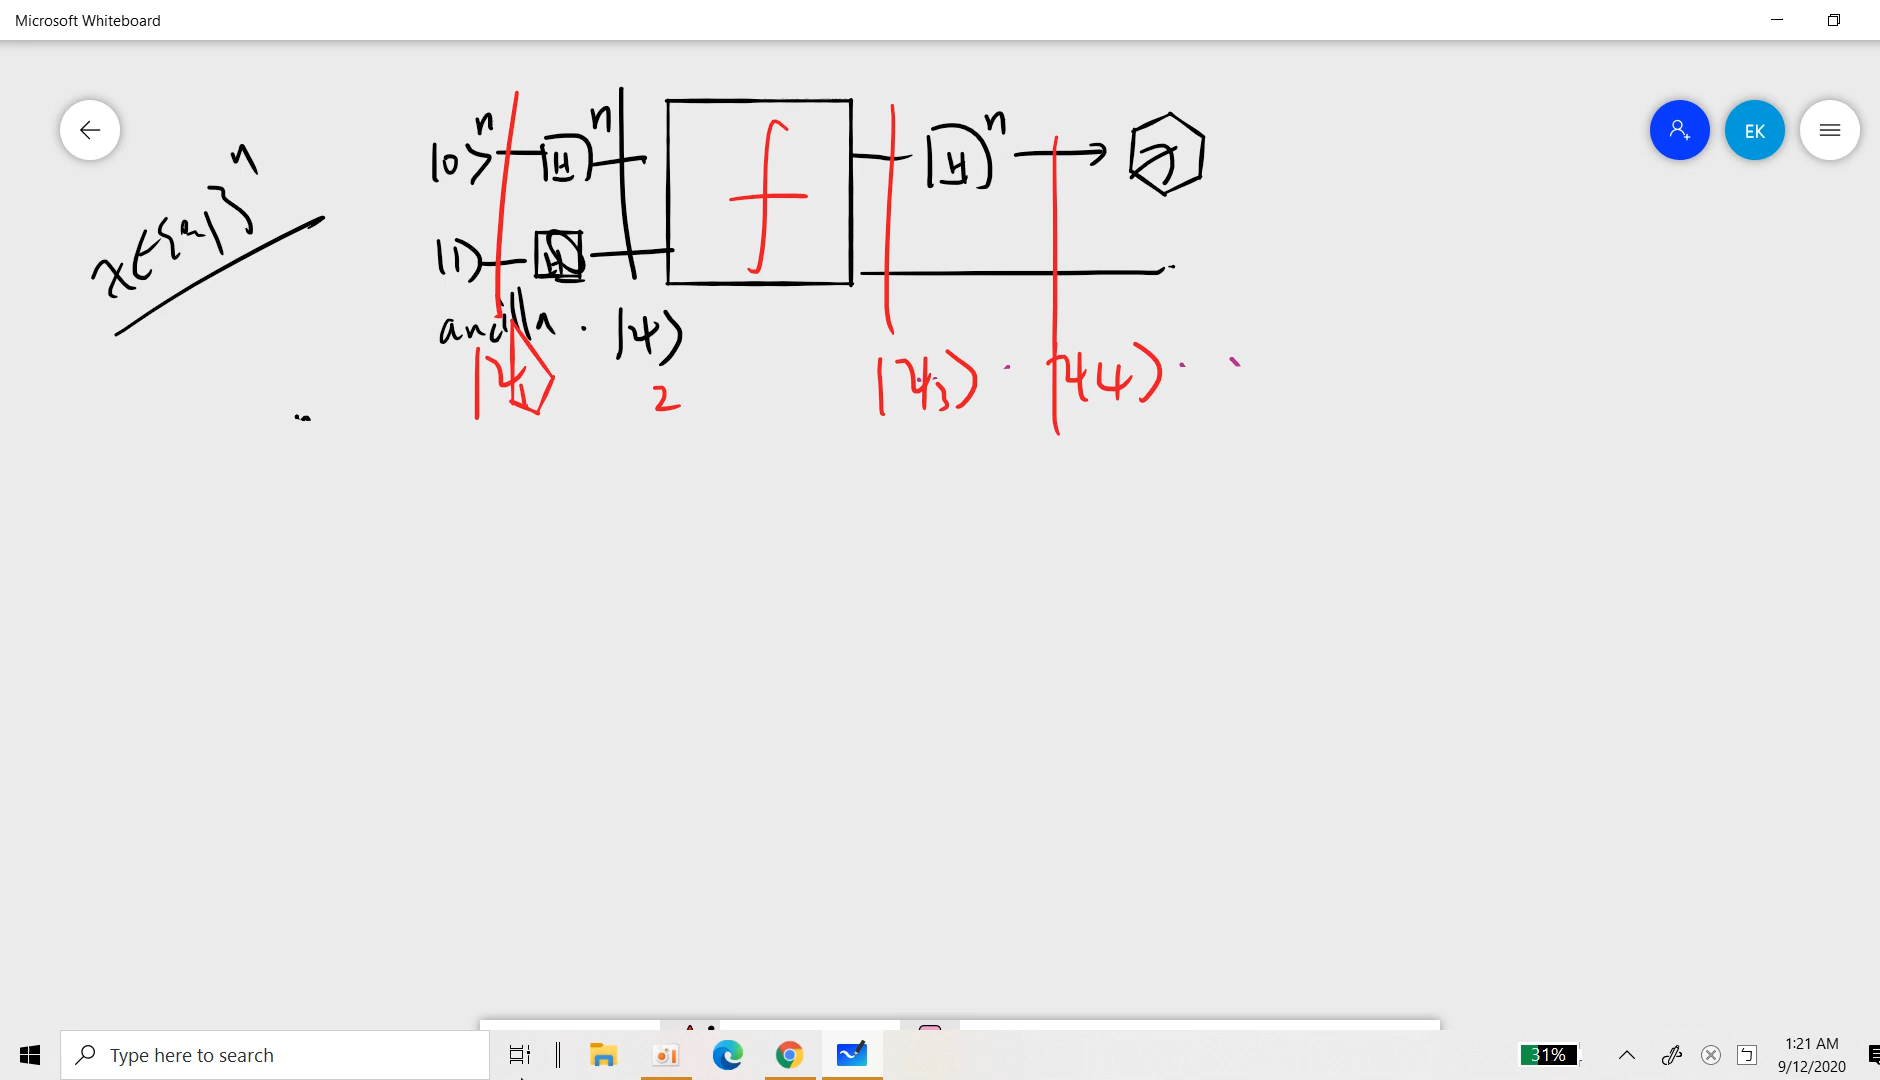 Microsoft Whiteboard
EK
|0⟩ⁿ H ⁿ f H ⁿ
x∈{0,1}ⁿ
|1⟩ H
ancilla . |ψ⟩
|ψ1⟩ 2 |ψ3⟩ . |ψ4⟩ .
Type here to search
31%
1:21 AM
9/12/2020